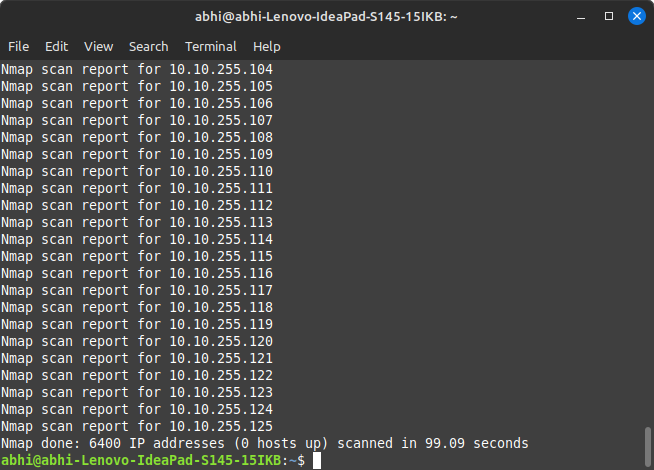 abhi@abhi-Lenovo-IdeaPad-S145-15IKB: ~
File Edit View Search Terminal Help
Nmap scan report for 10.10.255.104
Nmap scan report for 10.10.255.105
Nmap scan report for 10.10.255.106
Nmap scan report for 10.10.255.107
Nmap scan report for 10.10.255.108
Nmap scan report for 10.10.255.109
Nmap scan report for 10.10.255.110
Nmap scan report for 10.10.255.111
Nmap scan report for 10.10.255.112
Nmap scan report for 10.10.255.113
Nmap scan report for 10.10.255.114
Nmap scan report for 10.10.255.115
Nmap scan report for 10.10.255.116
Nmap scan report for 10.10.255.117
Nmap scan report for 10.10.255.118
Nmap scan report for 10.10.255.119
Nmap scan report for 10.10.255.120
Nmap scan report for 10.10.255.121
Nmap scan report for 10.10.255.122
Nmap scan report for 10.10.255.123
Nmap scan report for 10.10.255.124
Nmap scan report for 10.10.255.125
Nmap done: 6400 IP addresses (0 hosts up) scanned in 99.09 seconds
abhi@abhi-Lenovo-IdeaPad-S145-15IKB:~$